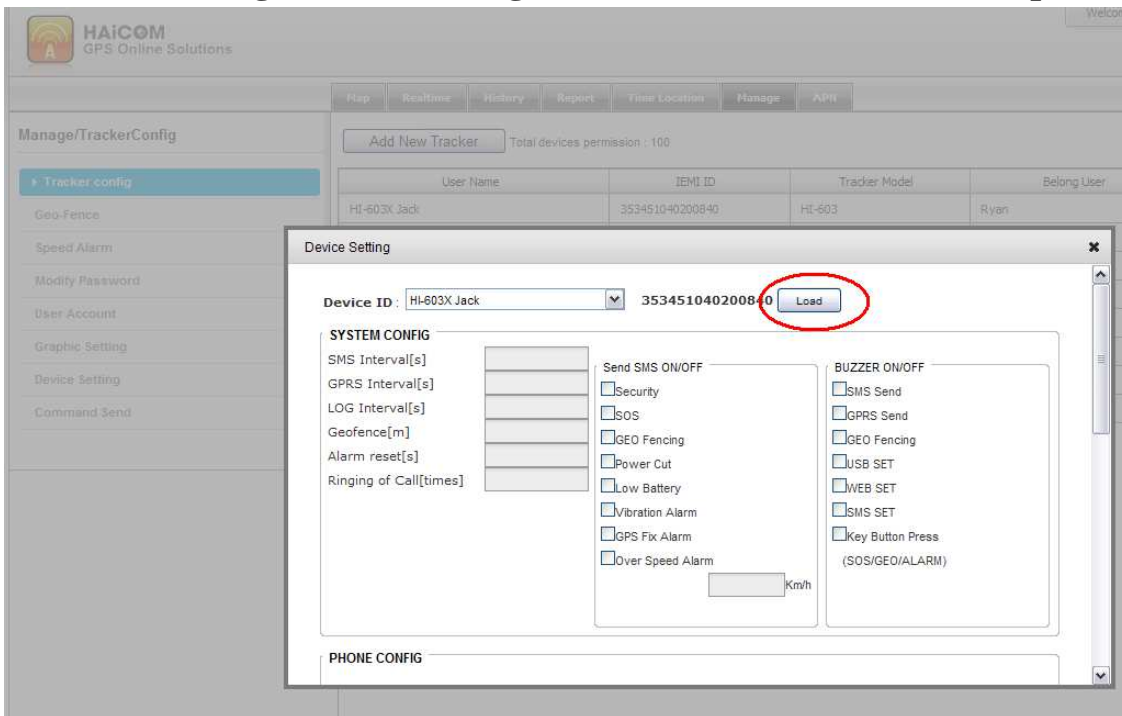 Welcom
HAiCOM
GPS Online Solutions
Map Realtime History Report Time Location Manage APN
Manage/TrackerConfig
Add New Tracker Total devices permission : 100
Tracker config
User Name IEMI ID Tracker Model Belong User
Geo-Fence
HI-603X Jack 353451040200840 HI-603 Ryan
Speed Alarm
Modify Password
User Account
Graphic Setting
Device Setting
Command Send
Device Setting
Device ID : HI-603X Jack 353451040200840 Load
SYSTEM CONFIG
SMS Interval[s]
GPRS Interval[s]
LOG Interval[s]
Geofence[m]
Alarm reset[s]
Ringing of Call[times]
Send SMS ON/OFF
Security
SOS
GEO Fencing
Power Cut
Low Battery
Vibration Alarm
GPS Fix Alarm
Over Speed Alarm
Km/h
BUZZER ON/OFF
SMS Send
GPRS Send
GEO Fencing
USB SET
WEB SET
SMS SET
Key Button Press
(SOS/GEO/ALARM)
PHONE CONFIG